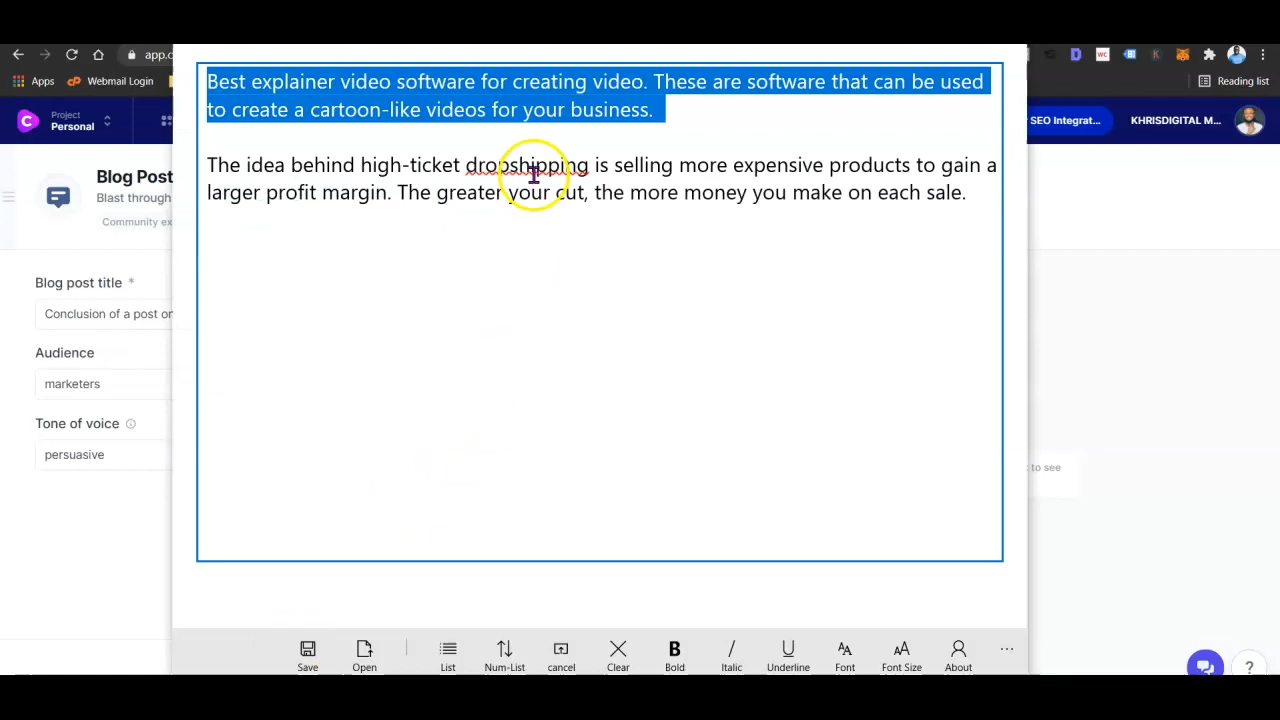 app.c
Reading list
Apps
Webmail Login
Project
Personal
SEO Integrat...
KHRISDIGITAL M...
Blog Post
Blast through
Community ex
Blog post title *
Conclusion of a post on
Audience
marketers
Tone of voice
persuasive
Best explainer video software for creating video. These are software that can be used
to create a cartoon-like videos for your business.
The idea behind high-ticket dropshipping is selling more expensive products to gain a
larger profit margin. The greater your cut, the more money you make on each sale.
to see
Save
Open
List
Num-List
cancel
Clear
B
Bold
Italic
Underline
Font
Font Size
About